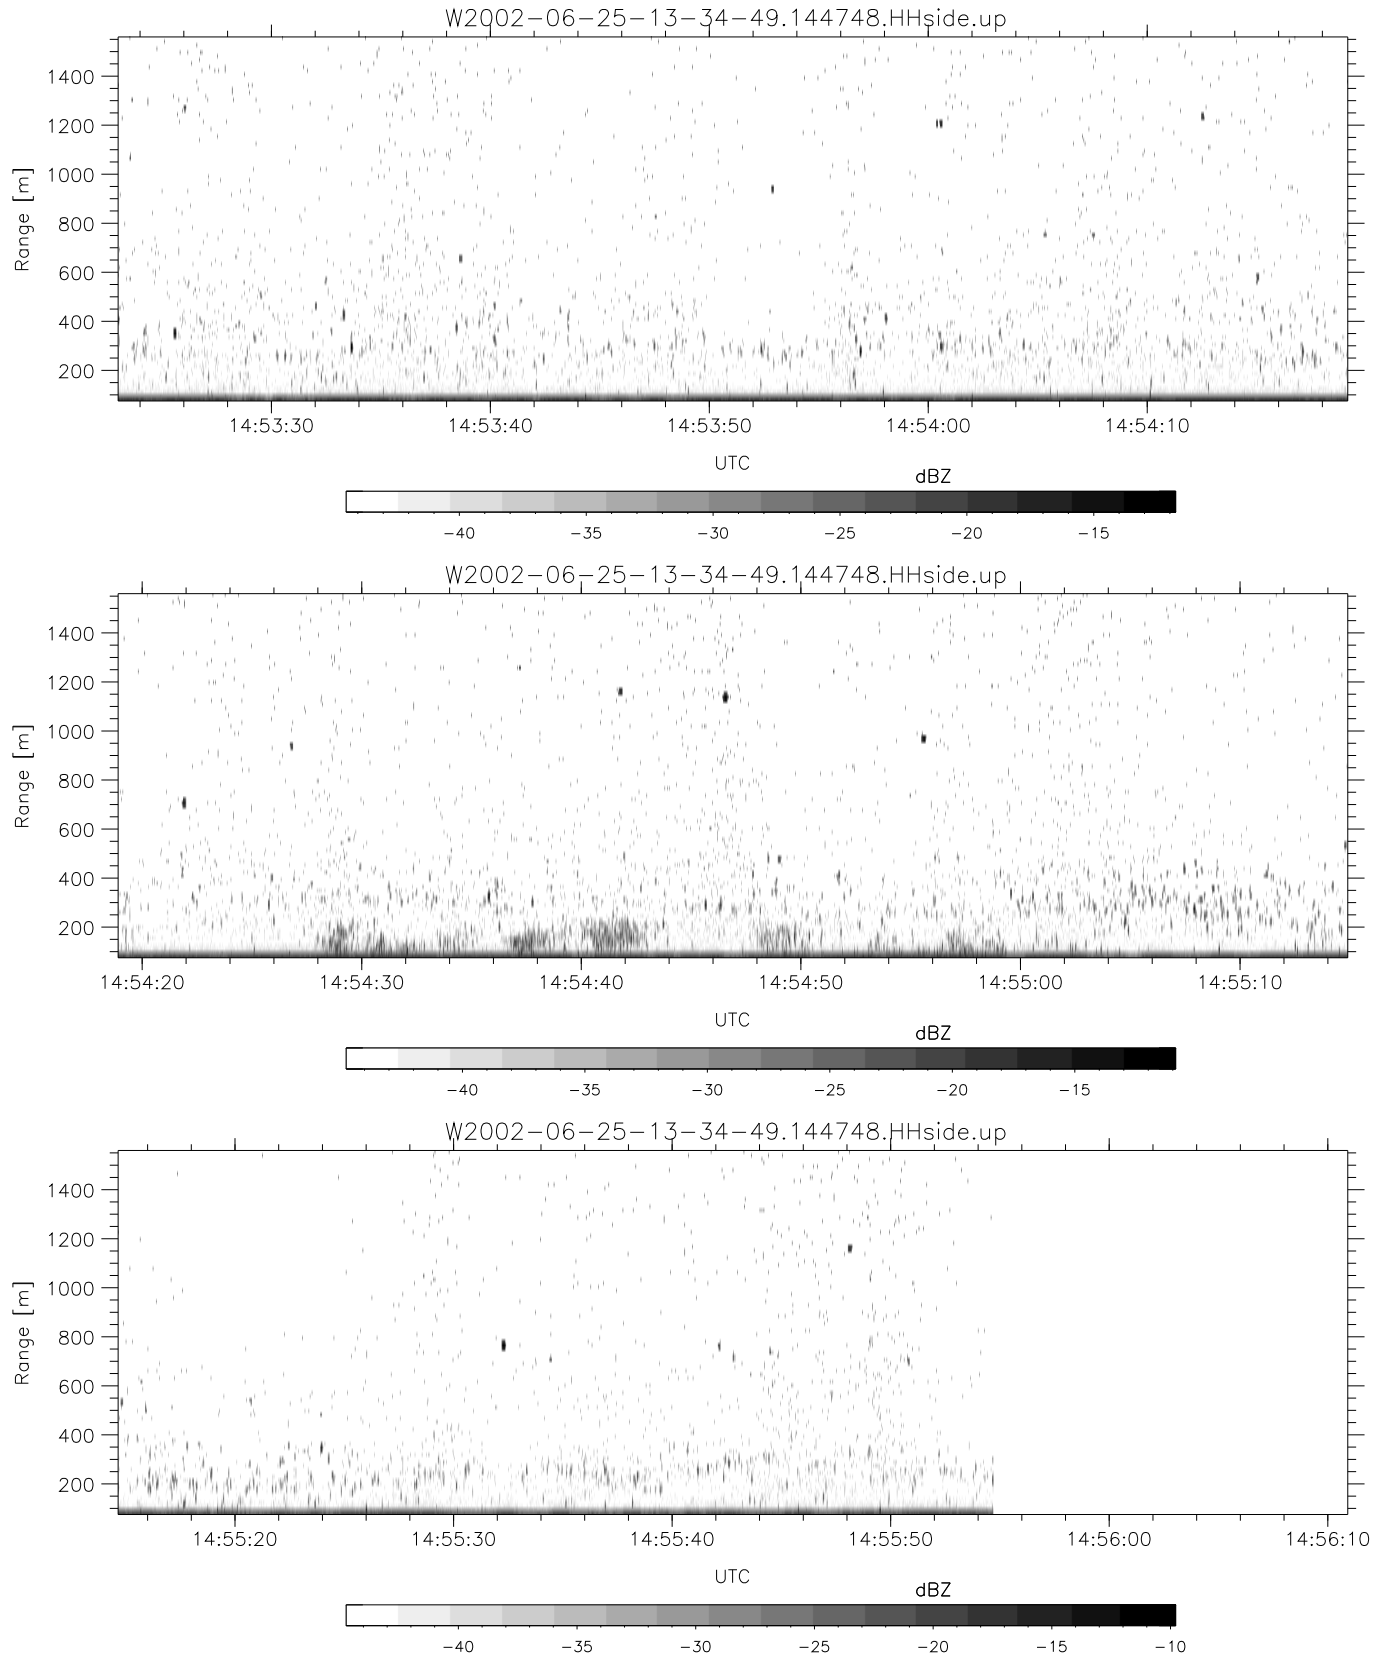 W2002-06-25-13-34-49.144748.HHside.up
1400
1200
1000
800
600
400
200
Range [m]
14:53:30 14:53:40 14:53:50 14:54:00 14:54:10
UTC
dBZ
-40 -35 -30 -25 -20 -15
W2002-06-25-13-34-49.144748.HHside.up
1400
1200
1000
800
600
400
200
Range [m]
14:54:20 14:54:30 14:54:40 14:54:50 14:55:00 14:55:10
UTC
dBZ
-40 -35 -30 -25 -20 -15
W2002-06-25-13-34-49.144748.HHside.up
1400
1200
1000
800
600
400
200
Range [m]
14:55:20 14:55:30 14:55:40 14:55:50 14:56:00 14:56:10
UTC
dBZ
-40 -35 -30 -25 -20 -15 -10